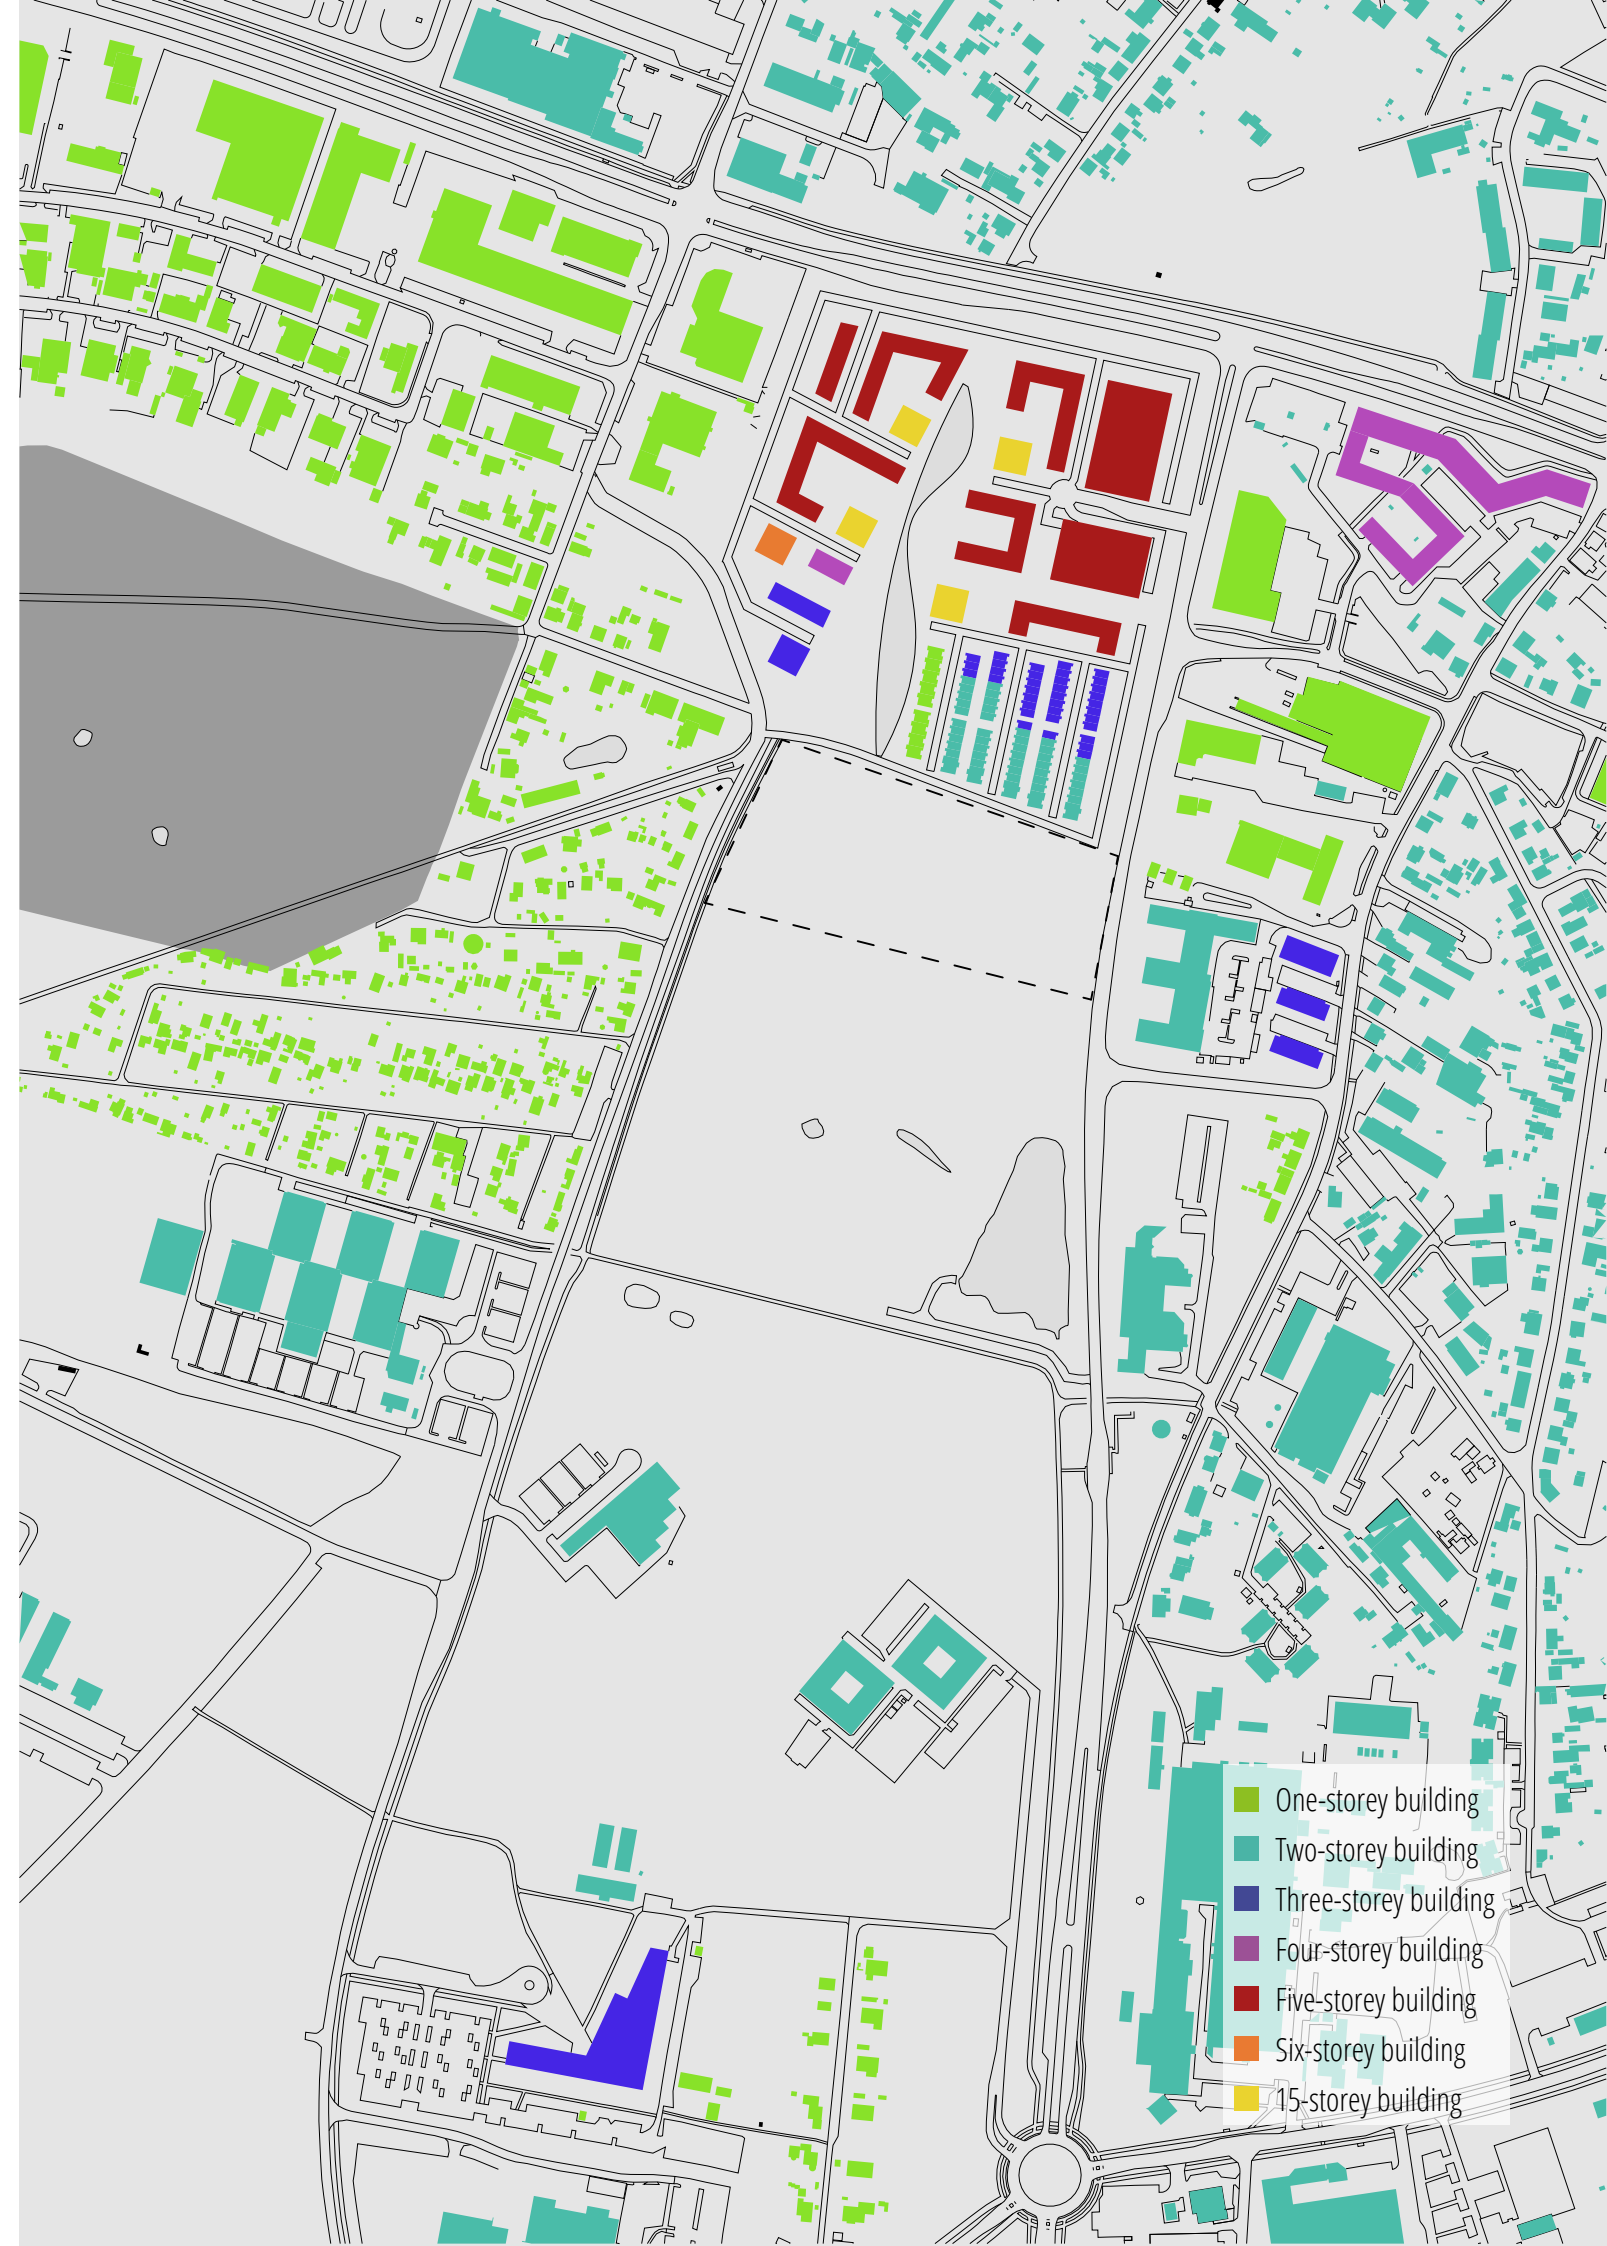 One-storey building
Two-storey building
Three-storey building
Four-storey building
Five-storey building
Six-storey building
15-storey building